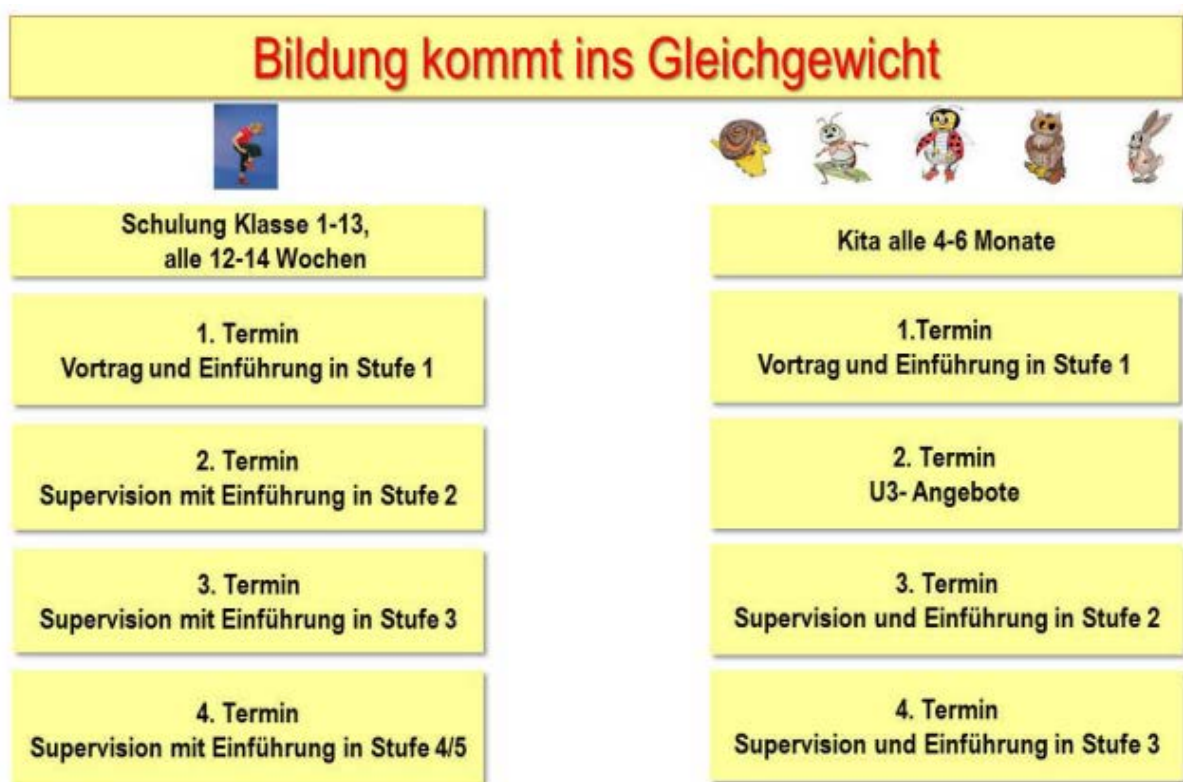 Bildung kommt ins Gleichgewicht
Schulung Klasse 1-13,
alle 12-14 Wochen
1. Termin
Vortrag und Einführung in Stufe 1
2. Termin
Supervision mit Einführung in Stufe 2
3. Termin
Supervision mit Einführung in Stufe 3
4. Termin
Supervision mit Einführung in Stufe 4/5
Kita alle 4-6 Monate
1.Termin
Vortrag und Einführung in Stufe 1
2. Termin
U3- Angebote
3. Termin
Supervision und Einführung in Stufe 2
4. Termin
Supervision und Einführung in Stufe 3